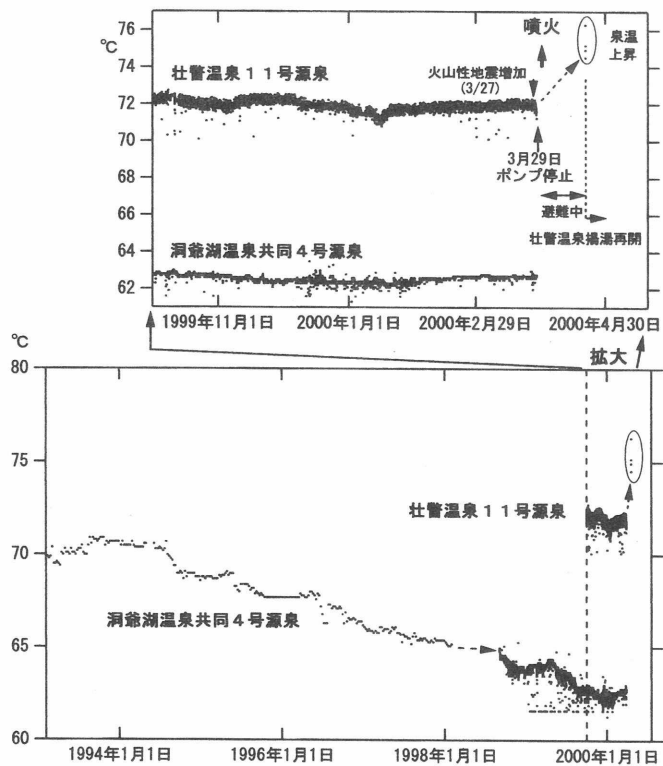 ℃
76
74
72
70
68
66
64
62
噴火
泉温
上昇
壮瞥温泉11号源泉
火山性地震増加
(3/27)
3月29日
ポンプ停止
避難中
壮瞥温泉揚湯再開
洞爺湖温泉共同4号源泉
1999年11月1日
2000年1月1日
2000年2月29日
2000年4月30日
拡大
℃
80
75
70
65
60
壮瞥温泉11号源泉
洞爺湖温泉共同4号源泉
1994年1月1日
1996年1月1日
1998年1月1日
2000年1月1日